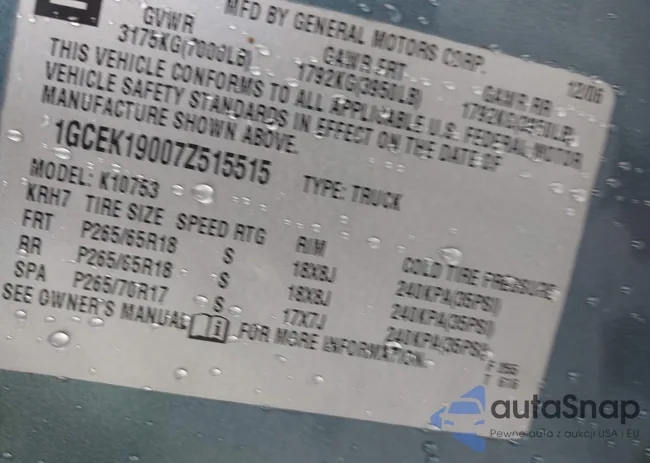 MFD BY GENERAL MOTORS CORP.
12/06
GVWR GAWR FRT GAWR RR
3175KG(7000LB) 1792KG(3950LB) 1792KG(3950LB)
THIS VEHICLE CONFORMS TO ALL APPLICABLE U.S. FEDERAL MOTOR
VEHICLE SAFETY STANDARDS IN EFFECT ON THE DATE OF
MANUFACTURE SHOWN ABOVE.
1GCEK19007Z515515 TYPE: TRUCK
MODEL: K10753
KRH7 TIRE SIZE SPEED RTG RIM COLD TIRE PRESSURE
FRT P265/65R18 S 18X8J 240KPA(35PSI)
RR P265/65R18 S 18X8J 240KPA(35PSI)
SPA P265/70R17 S 17X7J 240KPA(35PSI)
SEE OWNER'S MANUAL FOR MORE INFORMATION.
autaSnap
Pewne auta z aukcji USA i EU